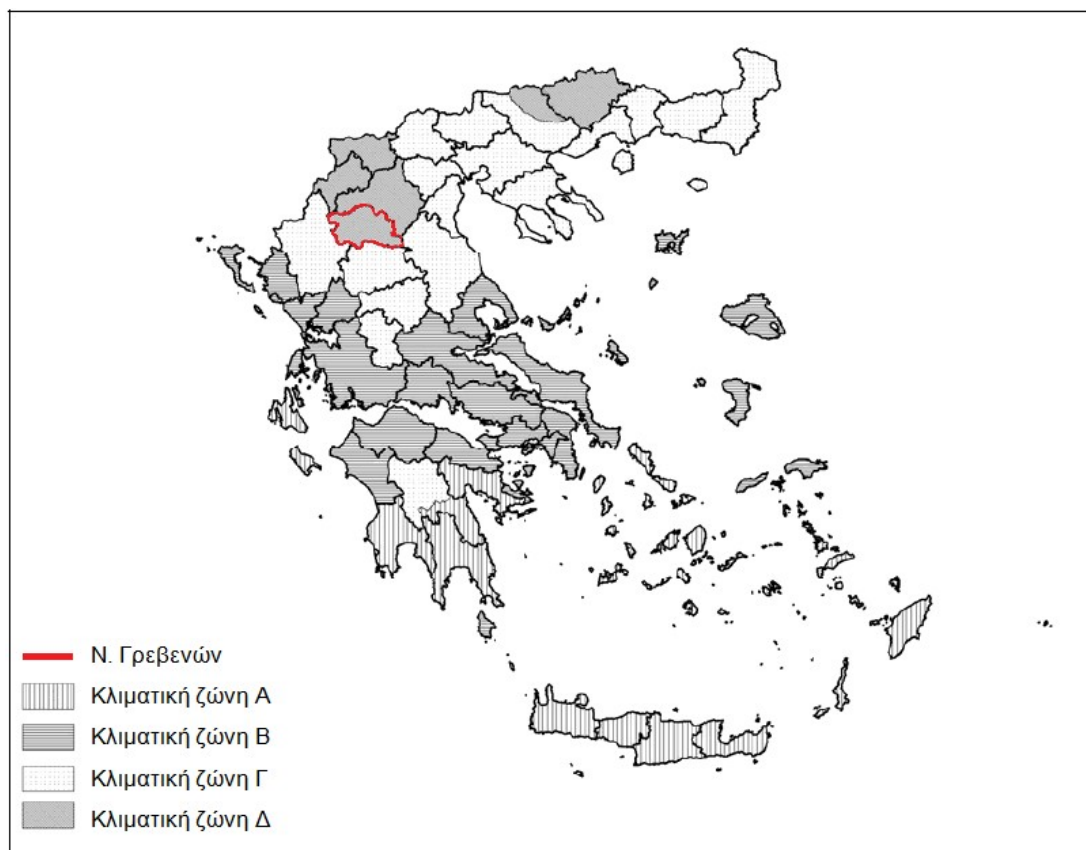 Ν. Γρεβενών
Κλιματική ζώνη Α
Κλιματική ζώνη Β
Κλιματική ζώνη Γ
Κλιματική ζώνη Δ